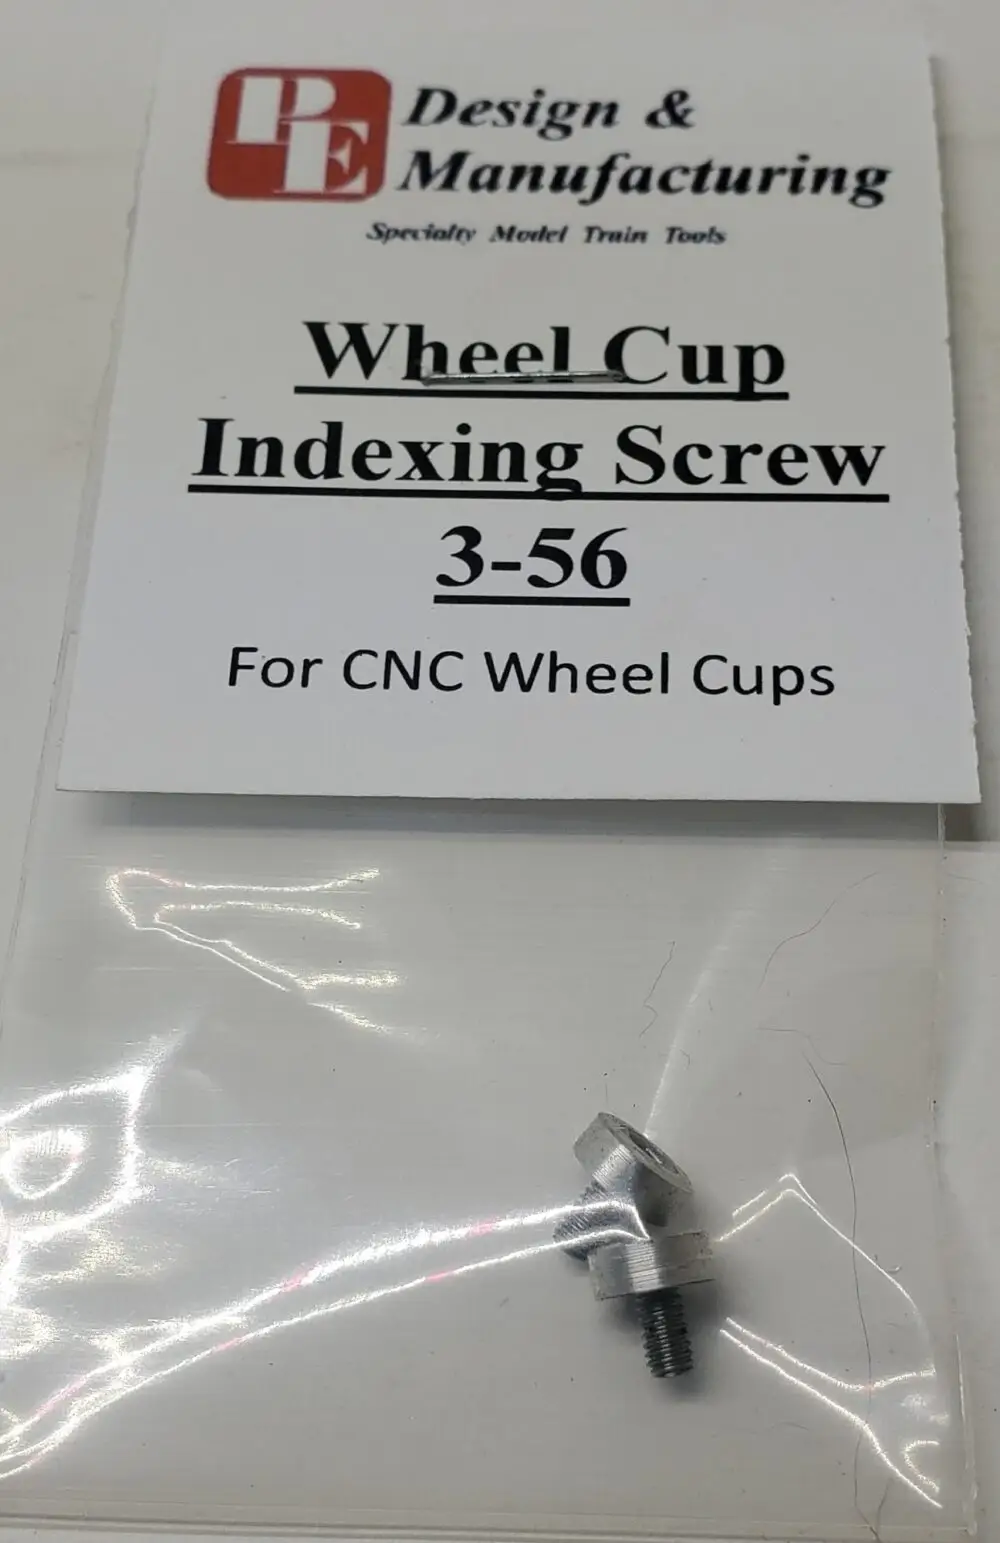 PE Design &
Manufacturing
Specialty Model Train Tools
Wheel Cup
Indexing Screw
3-56
For CNC Wheel Cups